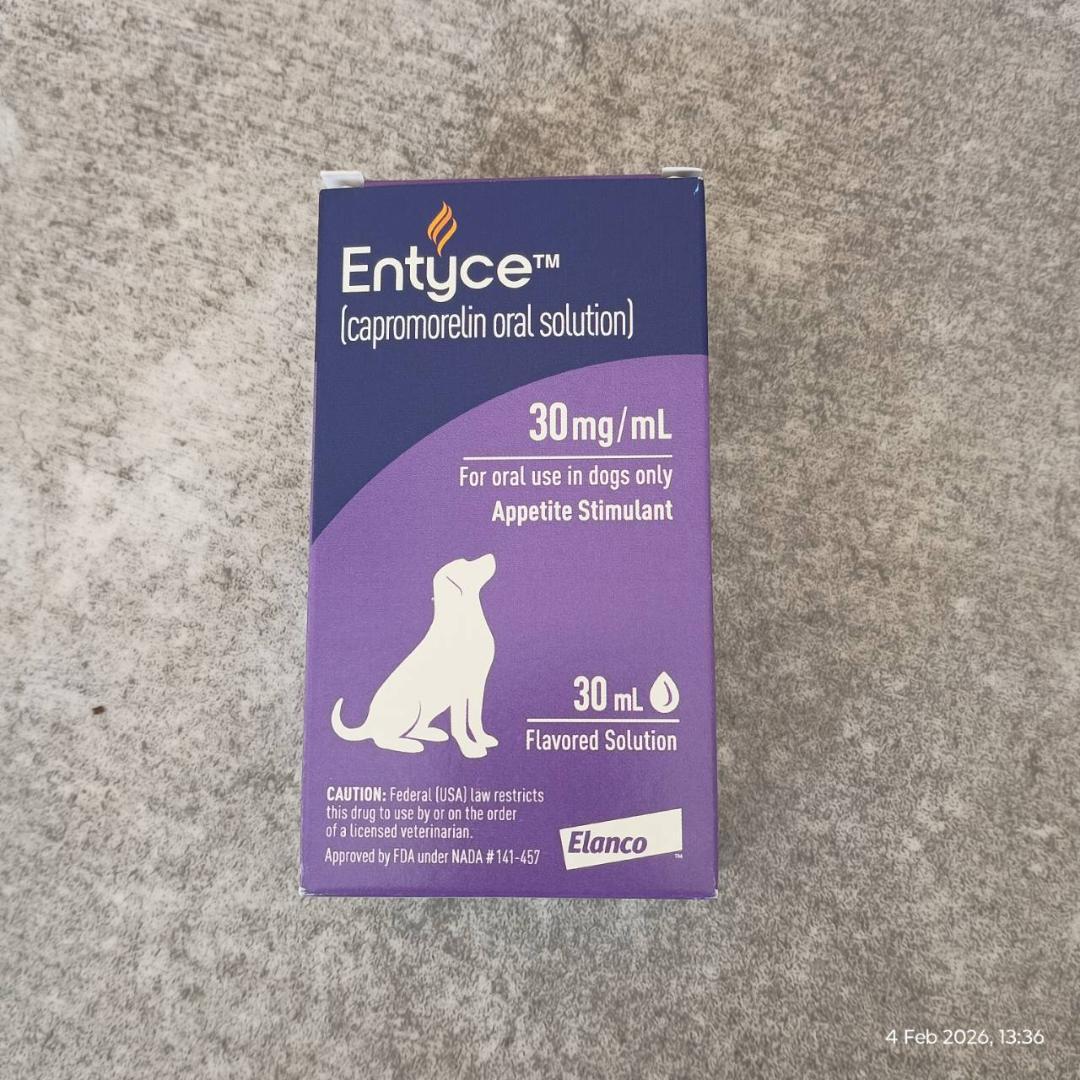 Entyce™
(capromorelin oral solution)
30mg/mL
For oral use in dogs only
Appetite Stimulant
30 mL
Flavored Solution
CAUTION: Federal (USA) law restricts
this drug to use by or on the order
of a licensed veterinarian.
Approved by FDA under NADA #141-457
Elanco™
4 Feb 2026, 13:36